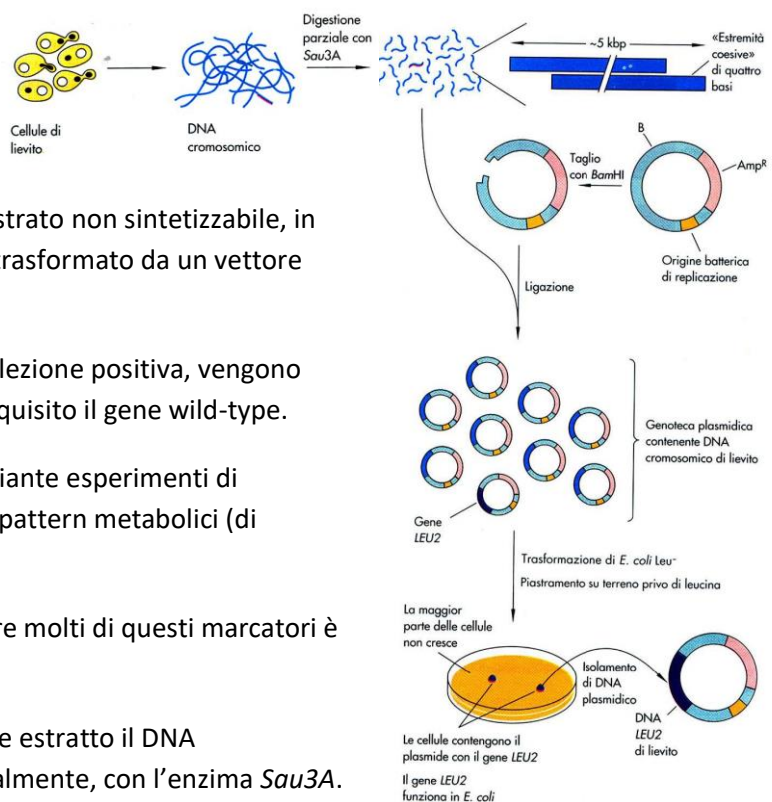 Digestione
parziale con
Sau3A
~5 kbp
«Estremità
coesive»
di quattro
basi
Cellule di
lievito
DNA
cromosomico
B
AmpR
Taglio
con BamHI
Origine batterica
di replicazione
Ligazione
strato non sintetizzabile, in
trasformato da un vettore
lezione positiva, vengono
quisito il gene wild-type.
iante esperimenti di
pattern metabolici (di
re molti di questi marcatori è
e estratto il DNA
almente, con l’enzima Sau3A.
Genoteca plasmidica
contenente DNA
cromosomico di lievito
Gene
LEU2
Trasformazione di E. coli Leu-
Piastramento su terreno privo di leucina
La maggior
parte delle cellule
non cresce
Isolamento
di DNA
plasmidico
DNA
LEU2
di lievito
Le cellule contengono il
plasmide con il gene LEU2
Il gene LEU2
funziona in E. coli